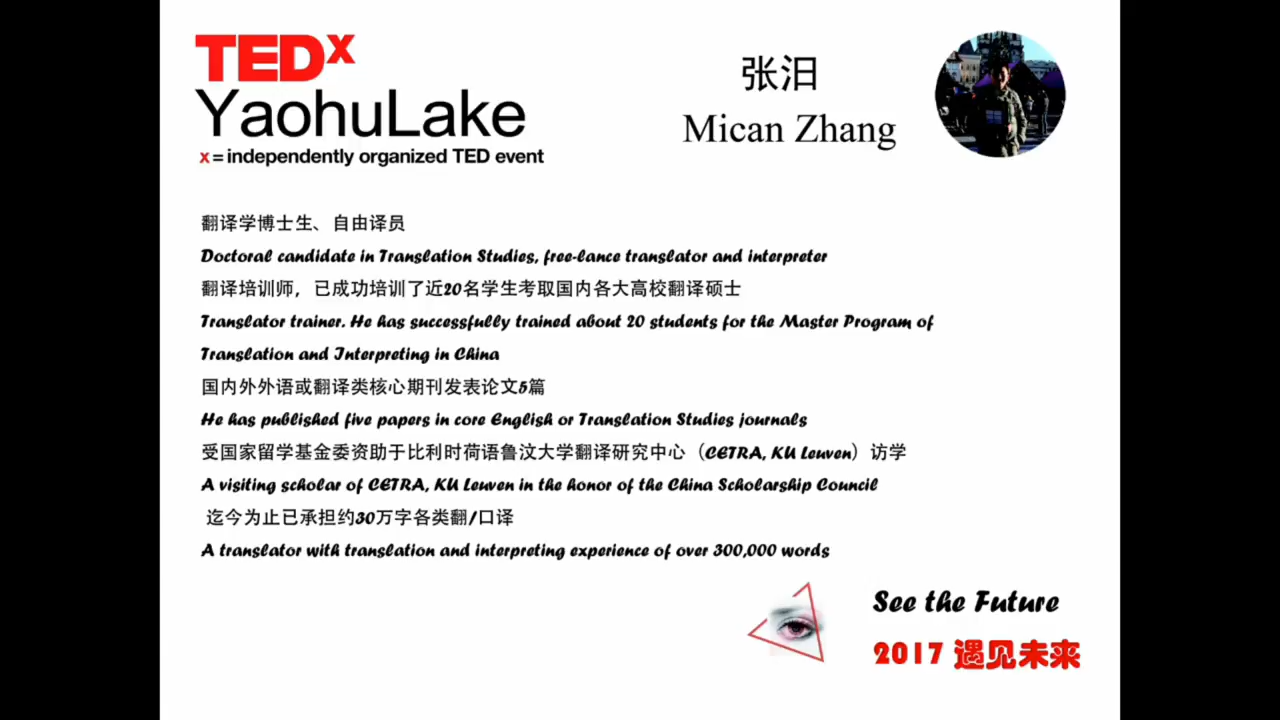 TEDx
YaohuLake
x = independently organized TED event
张汨
Mican Zhang
翻译学博士生、自由译员
Doctoral candidate in Translation Studies, free-lance translator and interpreter
翻译培训师，已成功培训了近20名学生考取国内各大高校翻译硕士
Translator trainer. He has successfully trained about 20 students for the Master Program of
Translation and Interpreting in China
国内外外语或翻译类核心期刊发表论文5篇
He has published five papers in core English or Translation Studies journals
受国家留学基金委资助于比利时荷语鲁汶大学翻译研究中心（CETRA, KU Leuven）访学
A visiting scholar of CETRA, KU Leuven in the honor of the China Scholarship Council
迄今为止已承担约30万字各类翻/口译
A translator with translation and interpreting experience of over 300,000 words
See the Future
2017 遇见未来